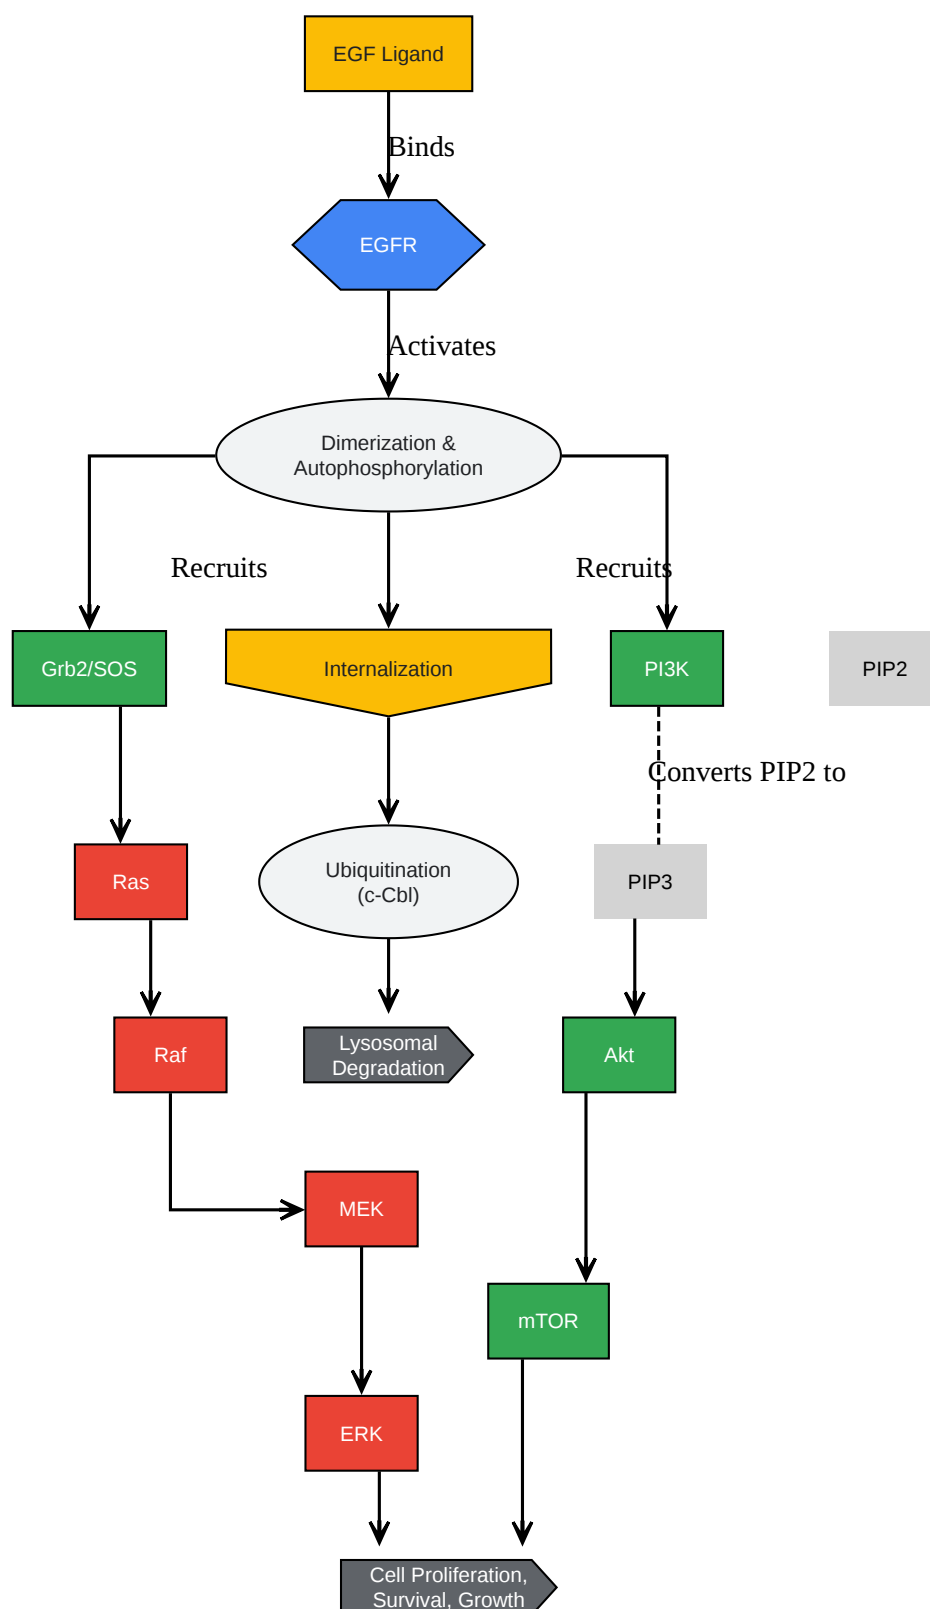 EGF Ligand
Binds
EGFR
Activates
Dimerization &
Autophosphorylation
Recruits
Recruits
Grb2/SOS
Internalization
PI3K
PIP2
Converts PIP2 to
Ras
Ubiquitination
(c-Cbl)
PIP3
Raf
Lysosomal
Degradation
Akt
MEK
mTOR
ERK
Cell Proliferation,
Survival, Growth